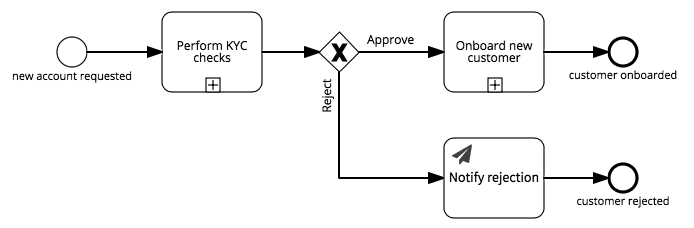 Perform KYC
checks
new account requested
Approve
Reject
Onboard new
customer
customer onboarded
Notify rejection
customer rejected